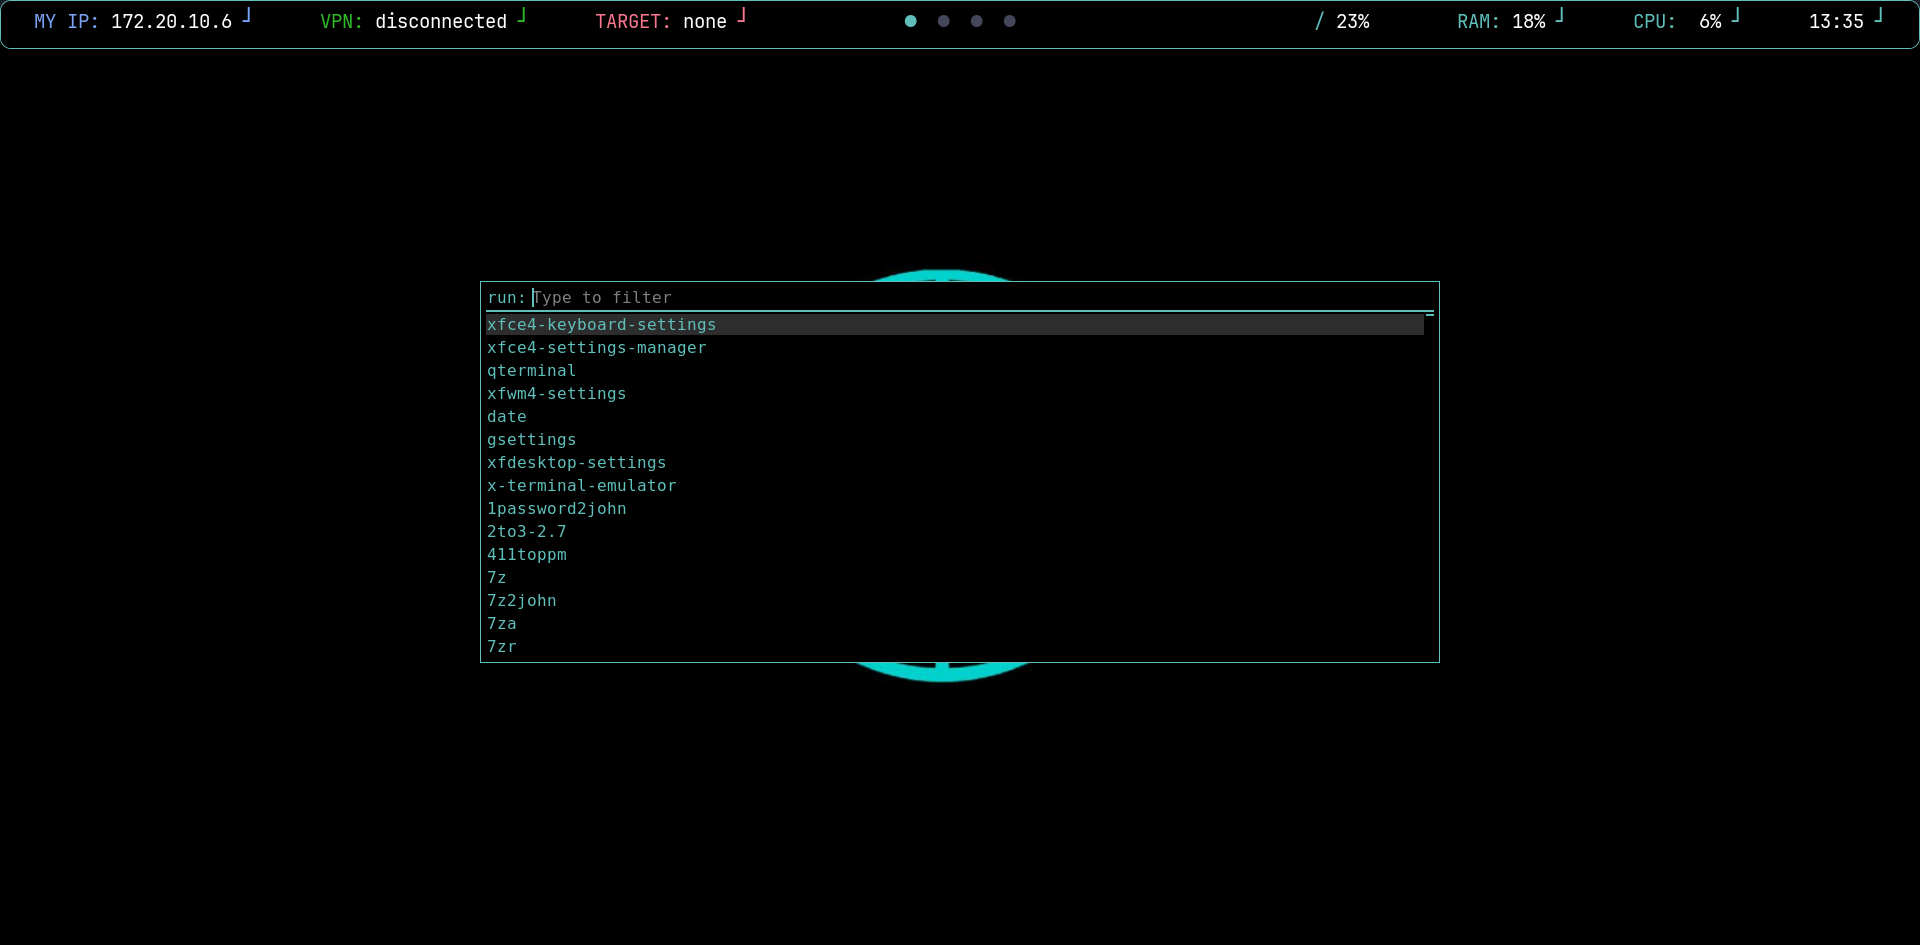 MY IP: 172.20.10.6 VPN: disconnected TARGET: none / 23% RAM: 18% CPU: 6% 13:35
run: Type to filter
xfce4-keyboard-settings
xfce4-settings-manager
qterminal
xfwm4-settings
date
gsettings
xfdesktop-settings
x-terminal-emulator
1password2john
2to3-2.7
411toppm
7z
7z2john
7za
7zr